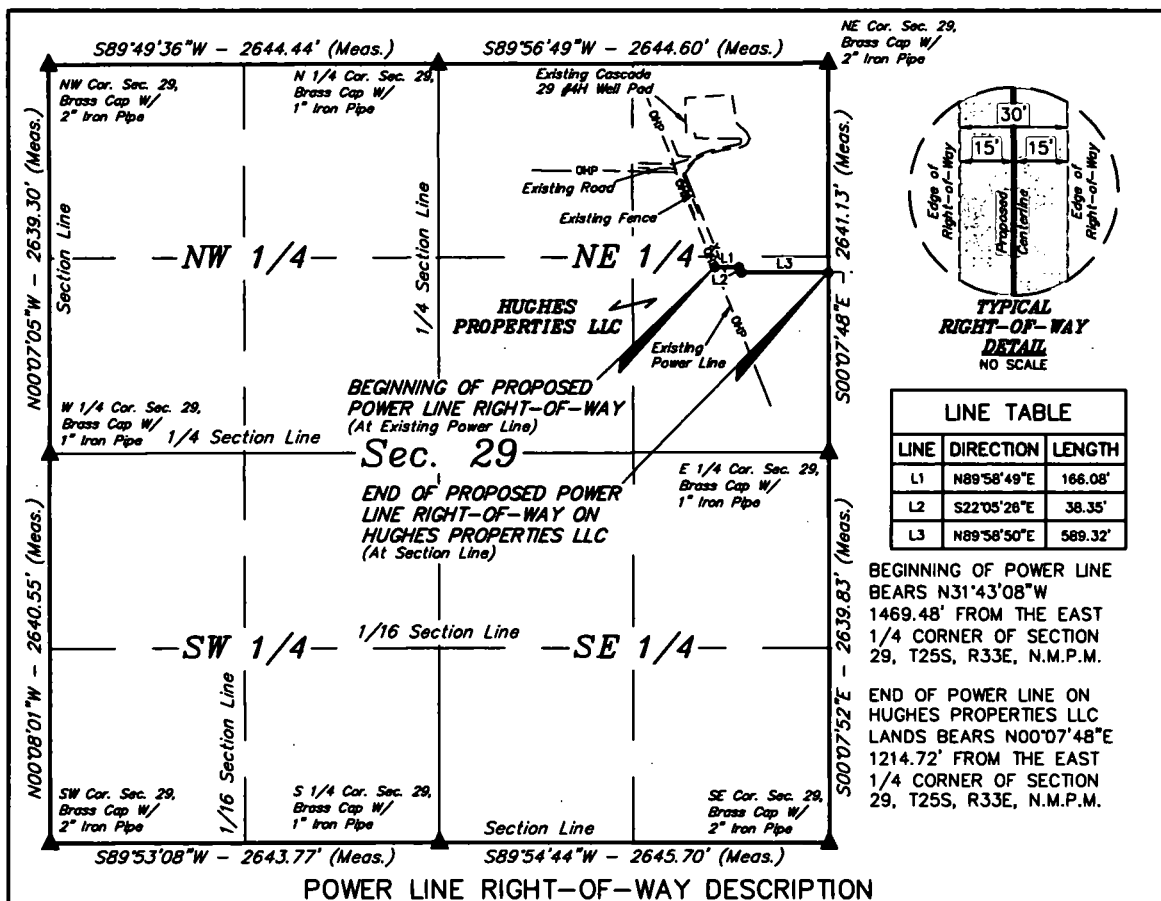 S89°49'36"W - 2644.44' (Meas.)
S89°56'49"W - 2644.60' (Meas.)
NE Cor. Sec. 29,
Brass Cap W/
2" Iron Pipe
NW Cor. Sec. 29,
Brass Cap W/
2" Iron Pipe
N 1/4 Cor. Sec. 29,
Brass Cap W/
1" Iron Pipe
Existing Cascade
29 #4H Well Pad
OHP
OHP
Existing Road
Existing Fence
N00°07'05"W - 2639.30' (Meas.)
Section Line
1/4 Section Line
NW 1/4
NE 1/4
L1
L2
L3
S00°07'48"E - 2641.13' (Meas.)
HUGHES
PROPERTIES LLC
OHP
Existing
Power Line
30'
15' 15'
Edge of
Right-of-Way
Proposed
Centerline
Edge of
Right-of-Way
TYPICAL
RIGHT-OF-WAY
DETAIL
NO SCALE
BEGINNING OF PROPOSED
POWER LINE RIGHT-OF-WAY
(At Existing Power Line)
W 1/4 Cor. Sec. 29,
Brass Cap W/
1" Iron Pipe
1/4 Section Line
Sec. 29
E 1/4 Cor. Sec. 29,
Brass Cap W/
1" Iron Pipe
END OF PROPOSED POWER
LINE RIGHT-OF-WAY ON
HUGHES PROPERTIES LLC
(At Section Line)
LINE TABLE
LINE DIRECTION LENGTH
L1 N89°58'49"E 166.08'
L2 S22°05'26"E 38.35'
L3 N89°58'50"E 589.32'
BEGINNING OF POWER LINE
BEARS N31°43'08"W
1469.48' FROM THE EAST
1/4 CORNER OF SECTION
29, T25S, R33E, N.M.P.M.
END OF POWER LINE ON
HUGHES PROPERTIES LLC
LANDS BEARS N00°07'48"E
1214.72' FROM THE EAST
1/4 CORNER OF SECTION
29, T25S, R33E, N.M.P.M.
N00°08'01"W - 2640.55' (Meas.)
SW 1/4
1/16 Section Line
SE 1/4
1/16 Section Line
S00°07'52"E - 2639.83' (Meas.)
SW Cor. Sec. 29,
Brass Cap W/
2" Iron Pipe
S 1/4 Cor. Sec. 29,
Brass Cap W/
1" Iron Pipe
Section Line
SE Cor. Sec. 29,
Brass Cap W/
2" Iron Pipe
S89°53'08"W - 2643.77' (Meas.)
S89°54'44"W - 2645.70' (Meas.)
POWER LINE RIGHT-OF-WAY DESCRIPTION